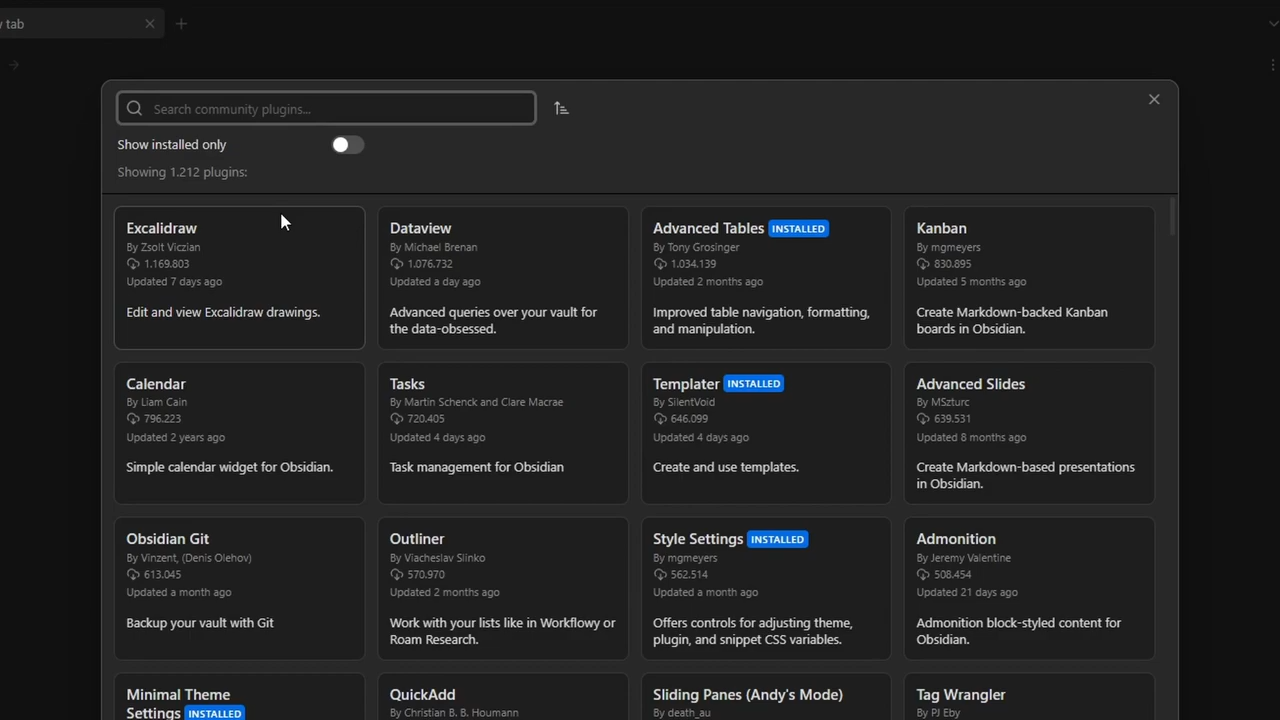 tab
Search community plugins...
Show installed only
Showing 1.212 plugins:
Excalidraw
By Zsolt Viczian
1.169.803
Updated 7 days ago
Edit and view Excalidraw drawings.
Dataview
By Michael Brenan
1.076.732
Updated a day ago
Advanced queries over your vault for
the data-obsessed.
Advanced Tables INSTALLED
By Tony Grosinger
1.034.139
Updated 2 months ago
Improved table navigation, formatting,
and manipulation.
Kanban
By mgmeyers
830.895
Updated 5 months ago
Create Markdown-backed Kanban
boards in Obsidian.
Calendar
By Liam Cain
796.223
Updated 2 years ago
Simple calendar widget for Obsidian.
Tasks
By Martin Schenck and Clare Macrae
720.405
Updated 4 days ago
Task management for Obsidian
Templater INSTALLED
By SilentVoid
646.099
Updated 4 days ago
Create and use templates.
Advanced Slides
By MSzturc
639.531
Updated 8 months ago
Create Markdown-based presentations
in Obsidian.
Obsidian Git
By Vinzent, (Denis Olehov)
613.045
Updated a month ago
Backup your vault with Git
Outliner
By Viacheslav Slinko
570.970
Updated 2 months ago
Work with your lists like in Workflowy or
Roam Research.
Style Settings INSTALLED
By mgmeyers
562.514
Updated a month ago
Offers controls for adjusting theme,
plugin, and snippet CSS variables.
Admonition
By Jeremy Valentine
508.454
Updated 21 days ago
Admonition block-styled content for
Obsidian.
Minimal Theme
Settings INSTALLED
QuickAdd
By Christian B. B. Houmann
Sliding Panes (Andy's Mode)
By death_au
Tag Wrangler
By PJ Eby